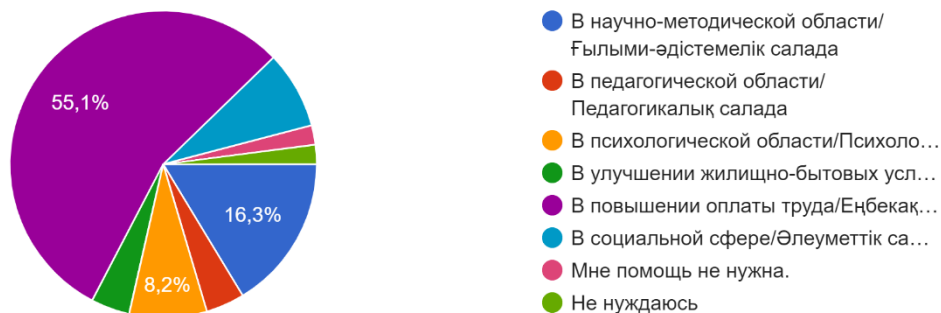 55,1%
16,3%
8,2%
В научно-методической области/
Ғылыми-әдістемелік салада
В педагогической области/
Педагогикалық салада
В психологической области/Психоло...
В улучшении жилищно-бытовых усл...
В повышении оплаты труда/Еңбекақ...
В социальной сфере/Әлеуметтік са...
Мне помощь не нужна.
Не нуждаюсь